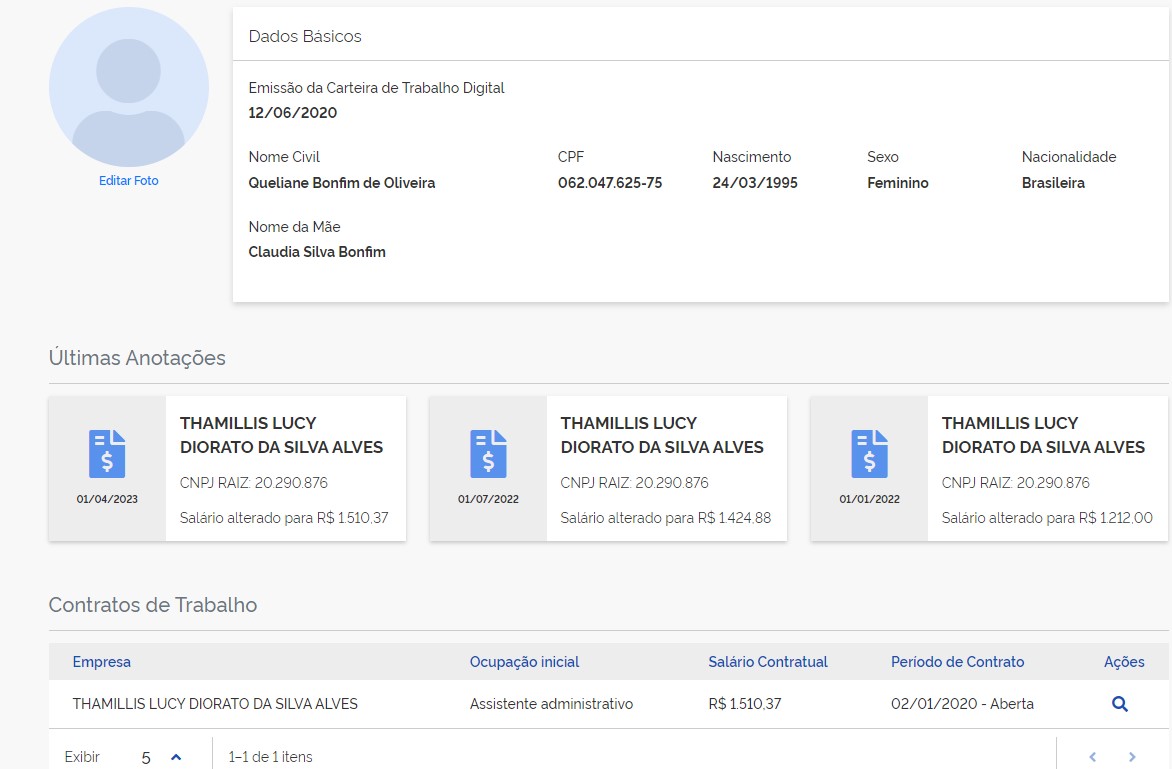 Dados Básicos
Emissão da Carteira de Trabalho Digital
12/06/2020
Nome Civil CPF Nascimento Sexo Nacionalidade
Queliane Bonfim de Oliveira 062.047.625-75 24/03/1995 Feminino Brasileira
Editar Foto
Nome da Mãe
Claudia Silva Bonfim
Últimas Anotações
THAMILLIS LUCY
DIORATO DA SILVA ALVES
CNPJ RAIZ: 20.290.876
01/04/2023
Salário alterado para R$ 1.510,37
THAMILLIS LUCY
DIORATO DA SILVA ALVES
CNPJ RAIZ: 20.290.876
01/07/2022
Salário alterado para R$ 1.424,88
THAMILLIS LUCY
DIORATO DA SILVA ALVES
CNPJ RAIZ: 20.290.876
01/01/2022
Salário alterado para R$ 1.212,00
Contratos de Trabalho
Empresa Ocupação inicial Salário Contratual Período de Contrato Ações
THAMILLIS LUCY DIORATO DA SILVA ALVES Assistente administrativo R$ 1.510,37 02/01/2020 - Aberta
Exibir 5 1–1 de 1 itens